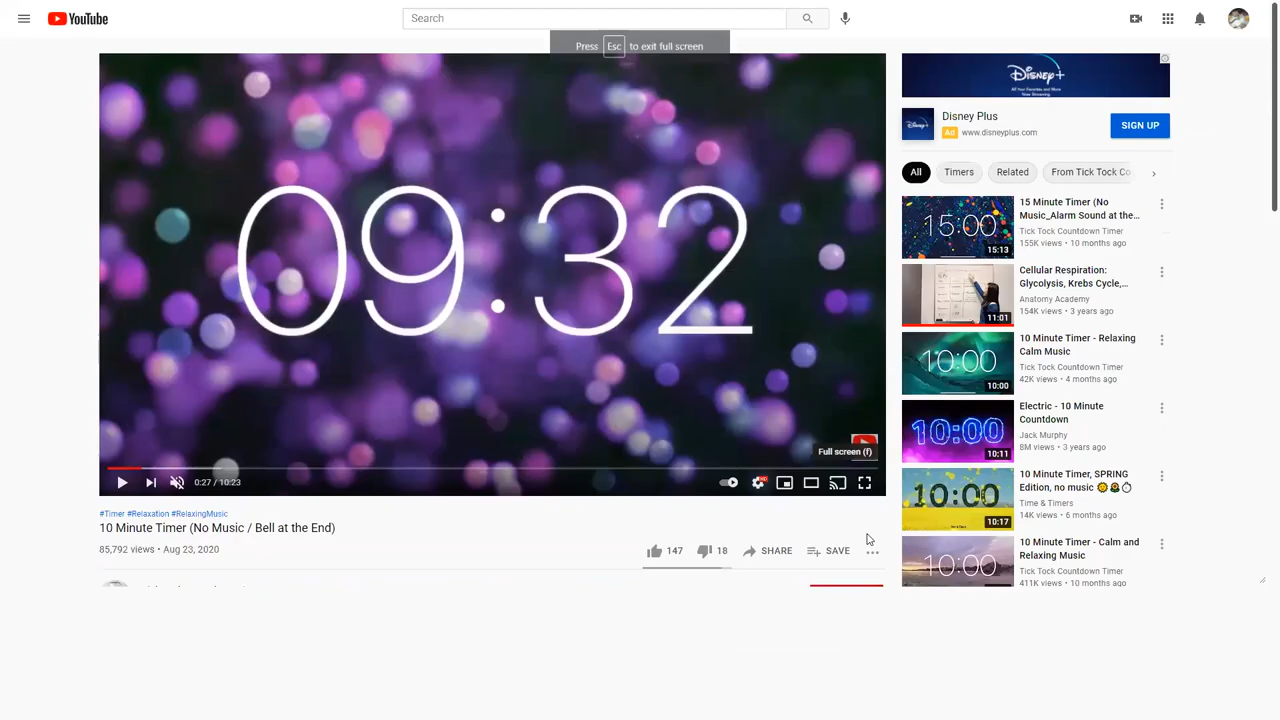 YouTube
Search
Press Esc to exit full screen
09:32
Full screen (f)
0:27 / 10:23
#Timer #Relaxation #RelaxingMusic
10 Minute Timer (No Music / Bell at the End)
85,792 views • Aug 23, 2020
147
18
SHARE
SAVE
Disney+
All Your Favorites and More
Now Streaming
Disney Plus
Ad www.disneyplus.com
SIGN UP
All
Timers
Related
From Tick Tock Co
15:00
15:13
15 Minute Timer (No
Music_Alarm Sound at the...
Tick Tock Countdown Timer
155K views • 10 months ago
11:01
Cellular Respiration:
Glycolysis, Krebs Cycle,...
Anatomy Academy
154K views • 3 years ago
10:00
10:00
10 Minute Timer - Relaxing
Calm Music
Tick Tock Countdown Timer
42K views • 4 months ago
10:00
10:11
Electric - 10 Minute
Countdown
Jack Murphy
8M views • 3 years ago
10:00
10:17
10 Minute Timer, SPRING
Edition, no music 🌞🌷⏱
Time & Timers
14K views • 6 months ago
10:00
10 Minute Timer - Calm and
Relaxing Music
Tick Tock Countdown Timer
411K views • 10 months ago